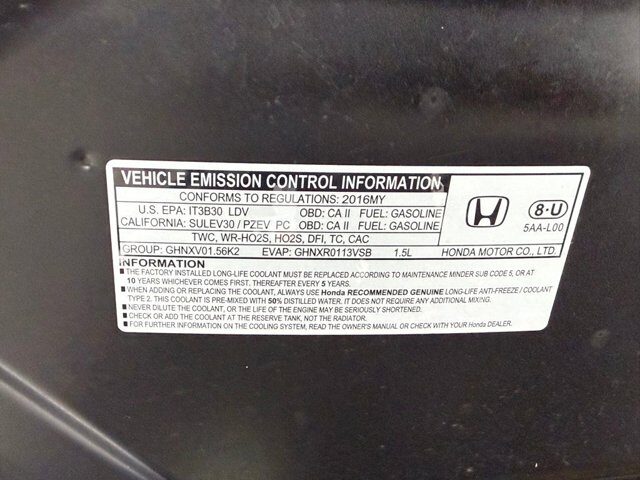 VEHICLE EMISSION CONTROL INFORMATION
CONFORMS TO REGULATIONS: 2016MY
U.S. EPA: IT3B30 LDV OBD: CA II FUEL: GASOLINE
CALIFORNIA: SULEV30 / PZEV PC OBD: CA II FUEL: GASOLINE
TWC, WR-HO2S, HO2S, DFI, TC, CAC
GROUP: GHNXV01.56K2 EVAP: GHNXR0113VSB 1.5L
8-U
5AA-L00
HONDA MOTOR CO., LTD.
INFORMATION
■ THE FACTORY INSTALLED LONG-LIFE COOLANT MUST BE REPLACED ACCORDING TO MAINTENANCE MINDER SUB CODE 5, OR AT
10 YEARS WHICHEVER COMES FIRST. THEREAFTER EVERY 5 YEARS.
■ WHEN ADDING OR REPLACING THE COOLANT, ALWAYS USE Honda RECOMMENDED GENUINE LONG-LIFE ANTI-FREEZE / COOLANT
TYPE 2. THIS COOLANT IS PRE-MIXED WITH 50% DISTILLED WATER. IT DOES NOT REQUIRE ANY ADDITIONAL MIXING.
■ NEVER DILUTE THE COOLANT, OR THE LIFE OF THE ENGINE MAY BE SERIOUSLY SHORTENED.
■ CHECK OR ADD THE COOLANT AT THE RESERVE TANK, NOT THE RADIATOR.
■ FOR FURTHER INFORMATION ON THE COOLING SYSTEM, READ THE OWNER'S MANUAL OR CHECK WITH YOUR Honda DEALER.